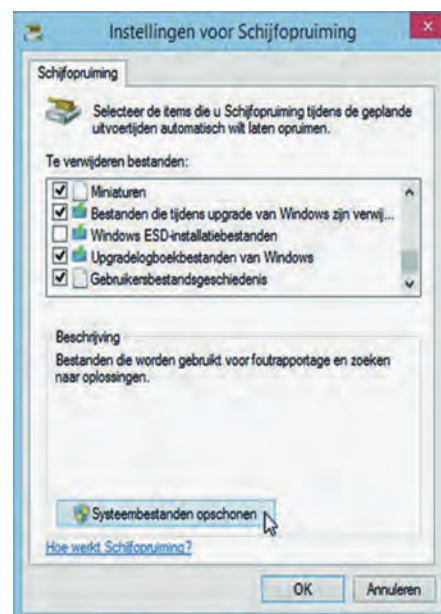 Instellingen voor Schijfopruiming
Schijfopruiming
Selecteer de items die u Schijfopruiming tijdens de geplande
uitvoertijden automatisch wilt laten opruimen.
Te verwijderen bestanden:
Miniaturen
Bestanden die tijdens upgrade van Windows zijn verwij...
Windows ESD-installatiebestanden
Upgradelogboekbestanden van Windows
Gebruikersbestandsgeschiedenis
Beschrijving
Bestanden die worden gebruikt voor foutrapportage en zoeken
naar oplossingen.
Systeembestanden opschonen
Hoe werkt Schijfopruiming?
OK Annuleren